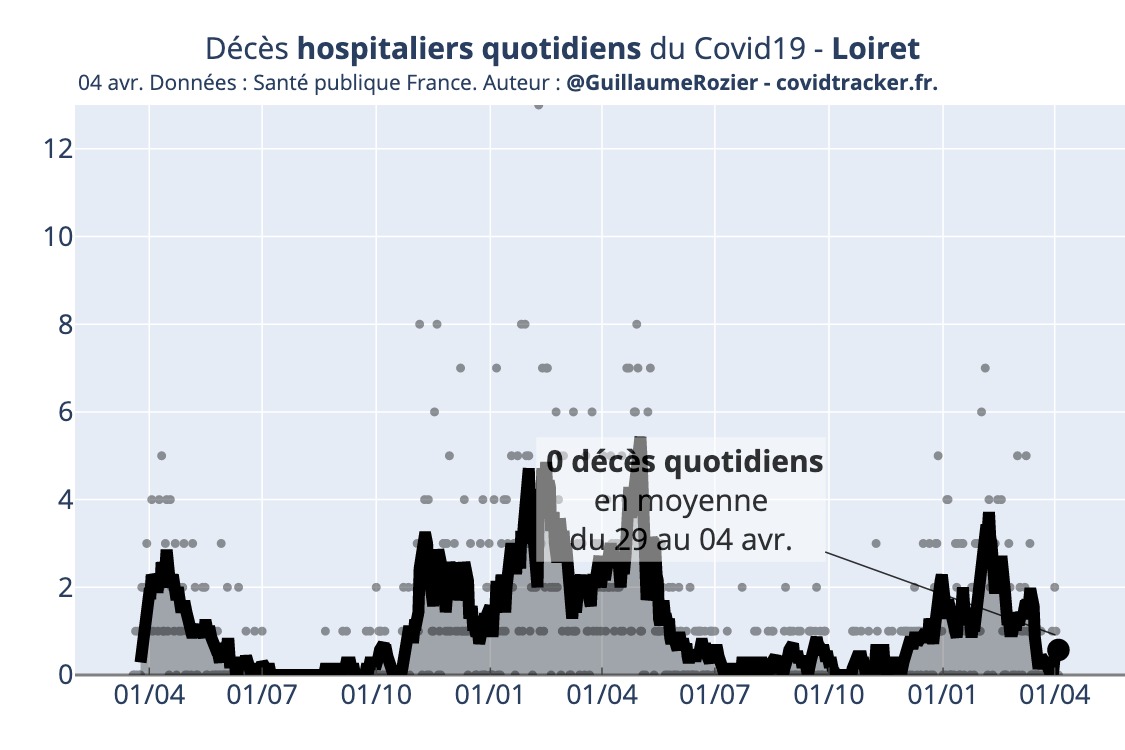 Décès hospitaliers quotidiens du Covid19 - Loiret
04 avr. Données : Santé publique France. Auteur : @GuillaumeRozier - covidtracker.fr.
12
10
8
6
0 décès quotidiens
4
en moyenne
du 29 au 04 avr.
2
0
01/04 01/07 01/10 01/01 01/04 01/07 01/10 01/01 01/04